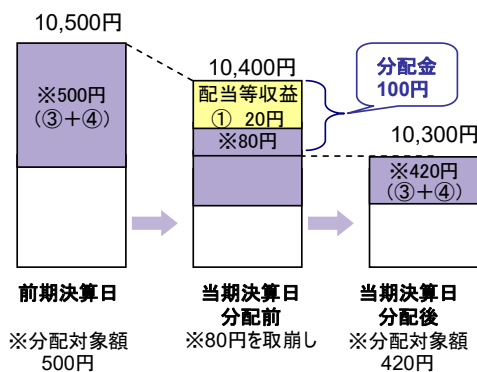 10,500円
※500円
(③+④)
前期決算日
※分配対象額
500円
10,400円
配当等収益
① 20円
※80円
当期決算日
分配前
※80円を取崩し
分配金
100円
10,300円
※420円
(③+④)
当期決算日
分配後
※分配対象額
420円